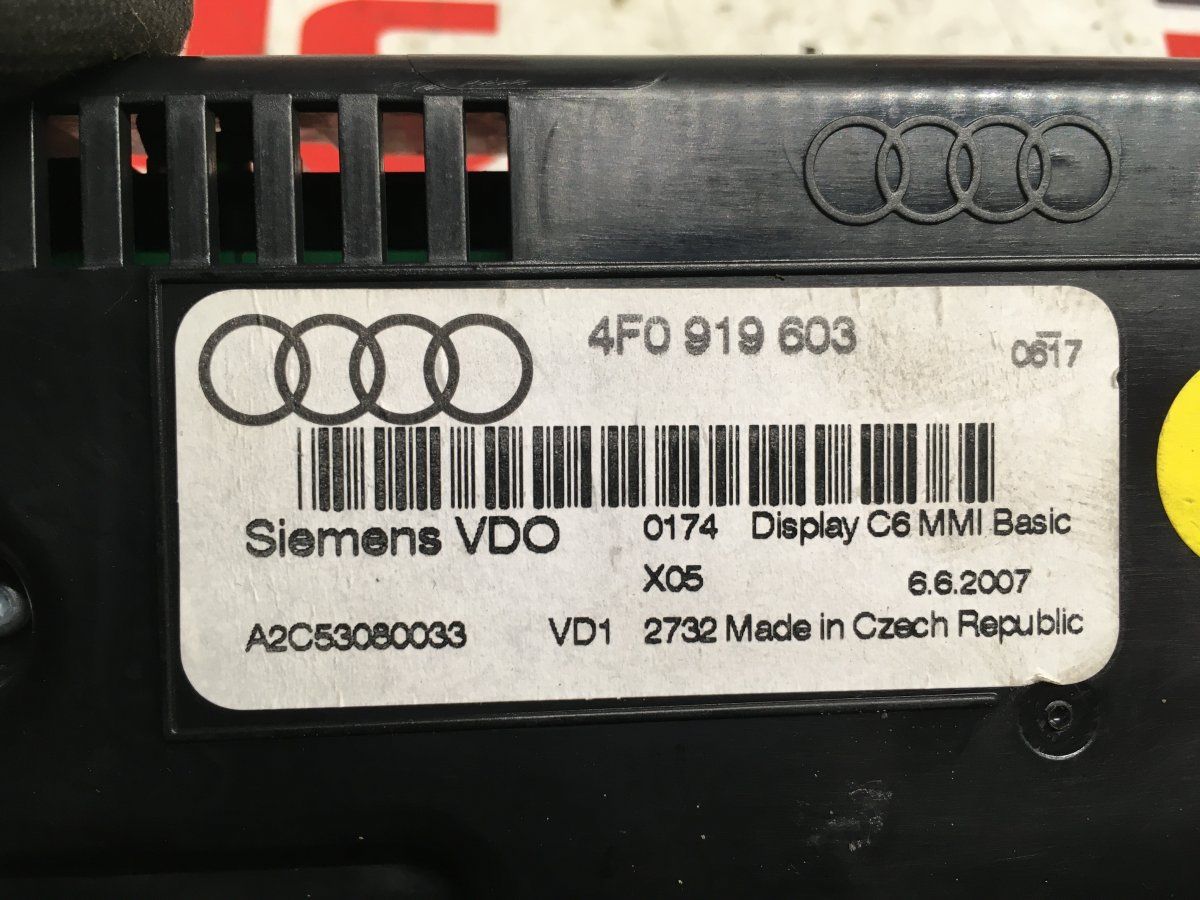 4F0 919 603
0617
Siemens VDO 0174 Display C6 MMI Basic
X05 6.6.2007
A2C53080033 VD1 2732 Made in Czech Republic